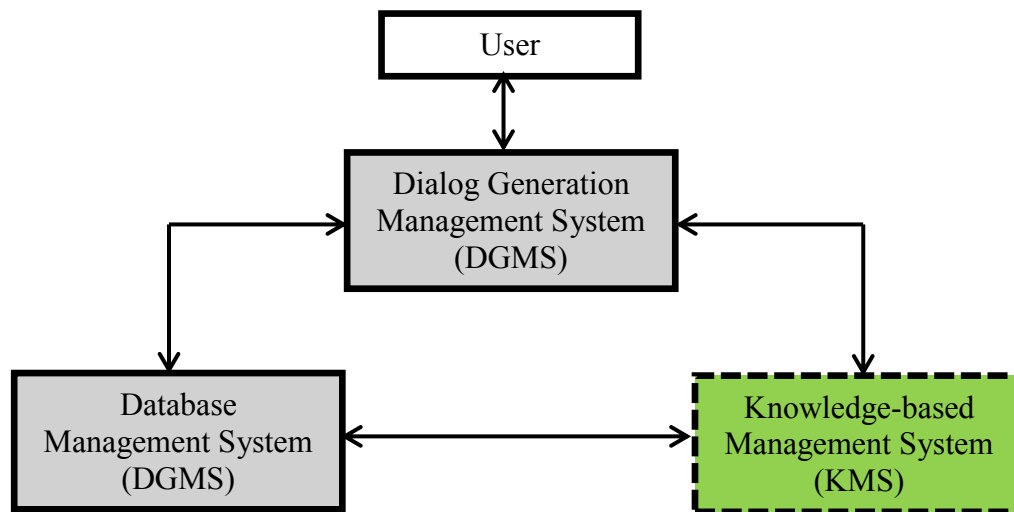 User
Dialog Generation
Management System
(DGMS)
Database
Management System
(DGMS)
Knowledge-based
Management System
(KMS)